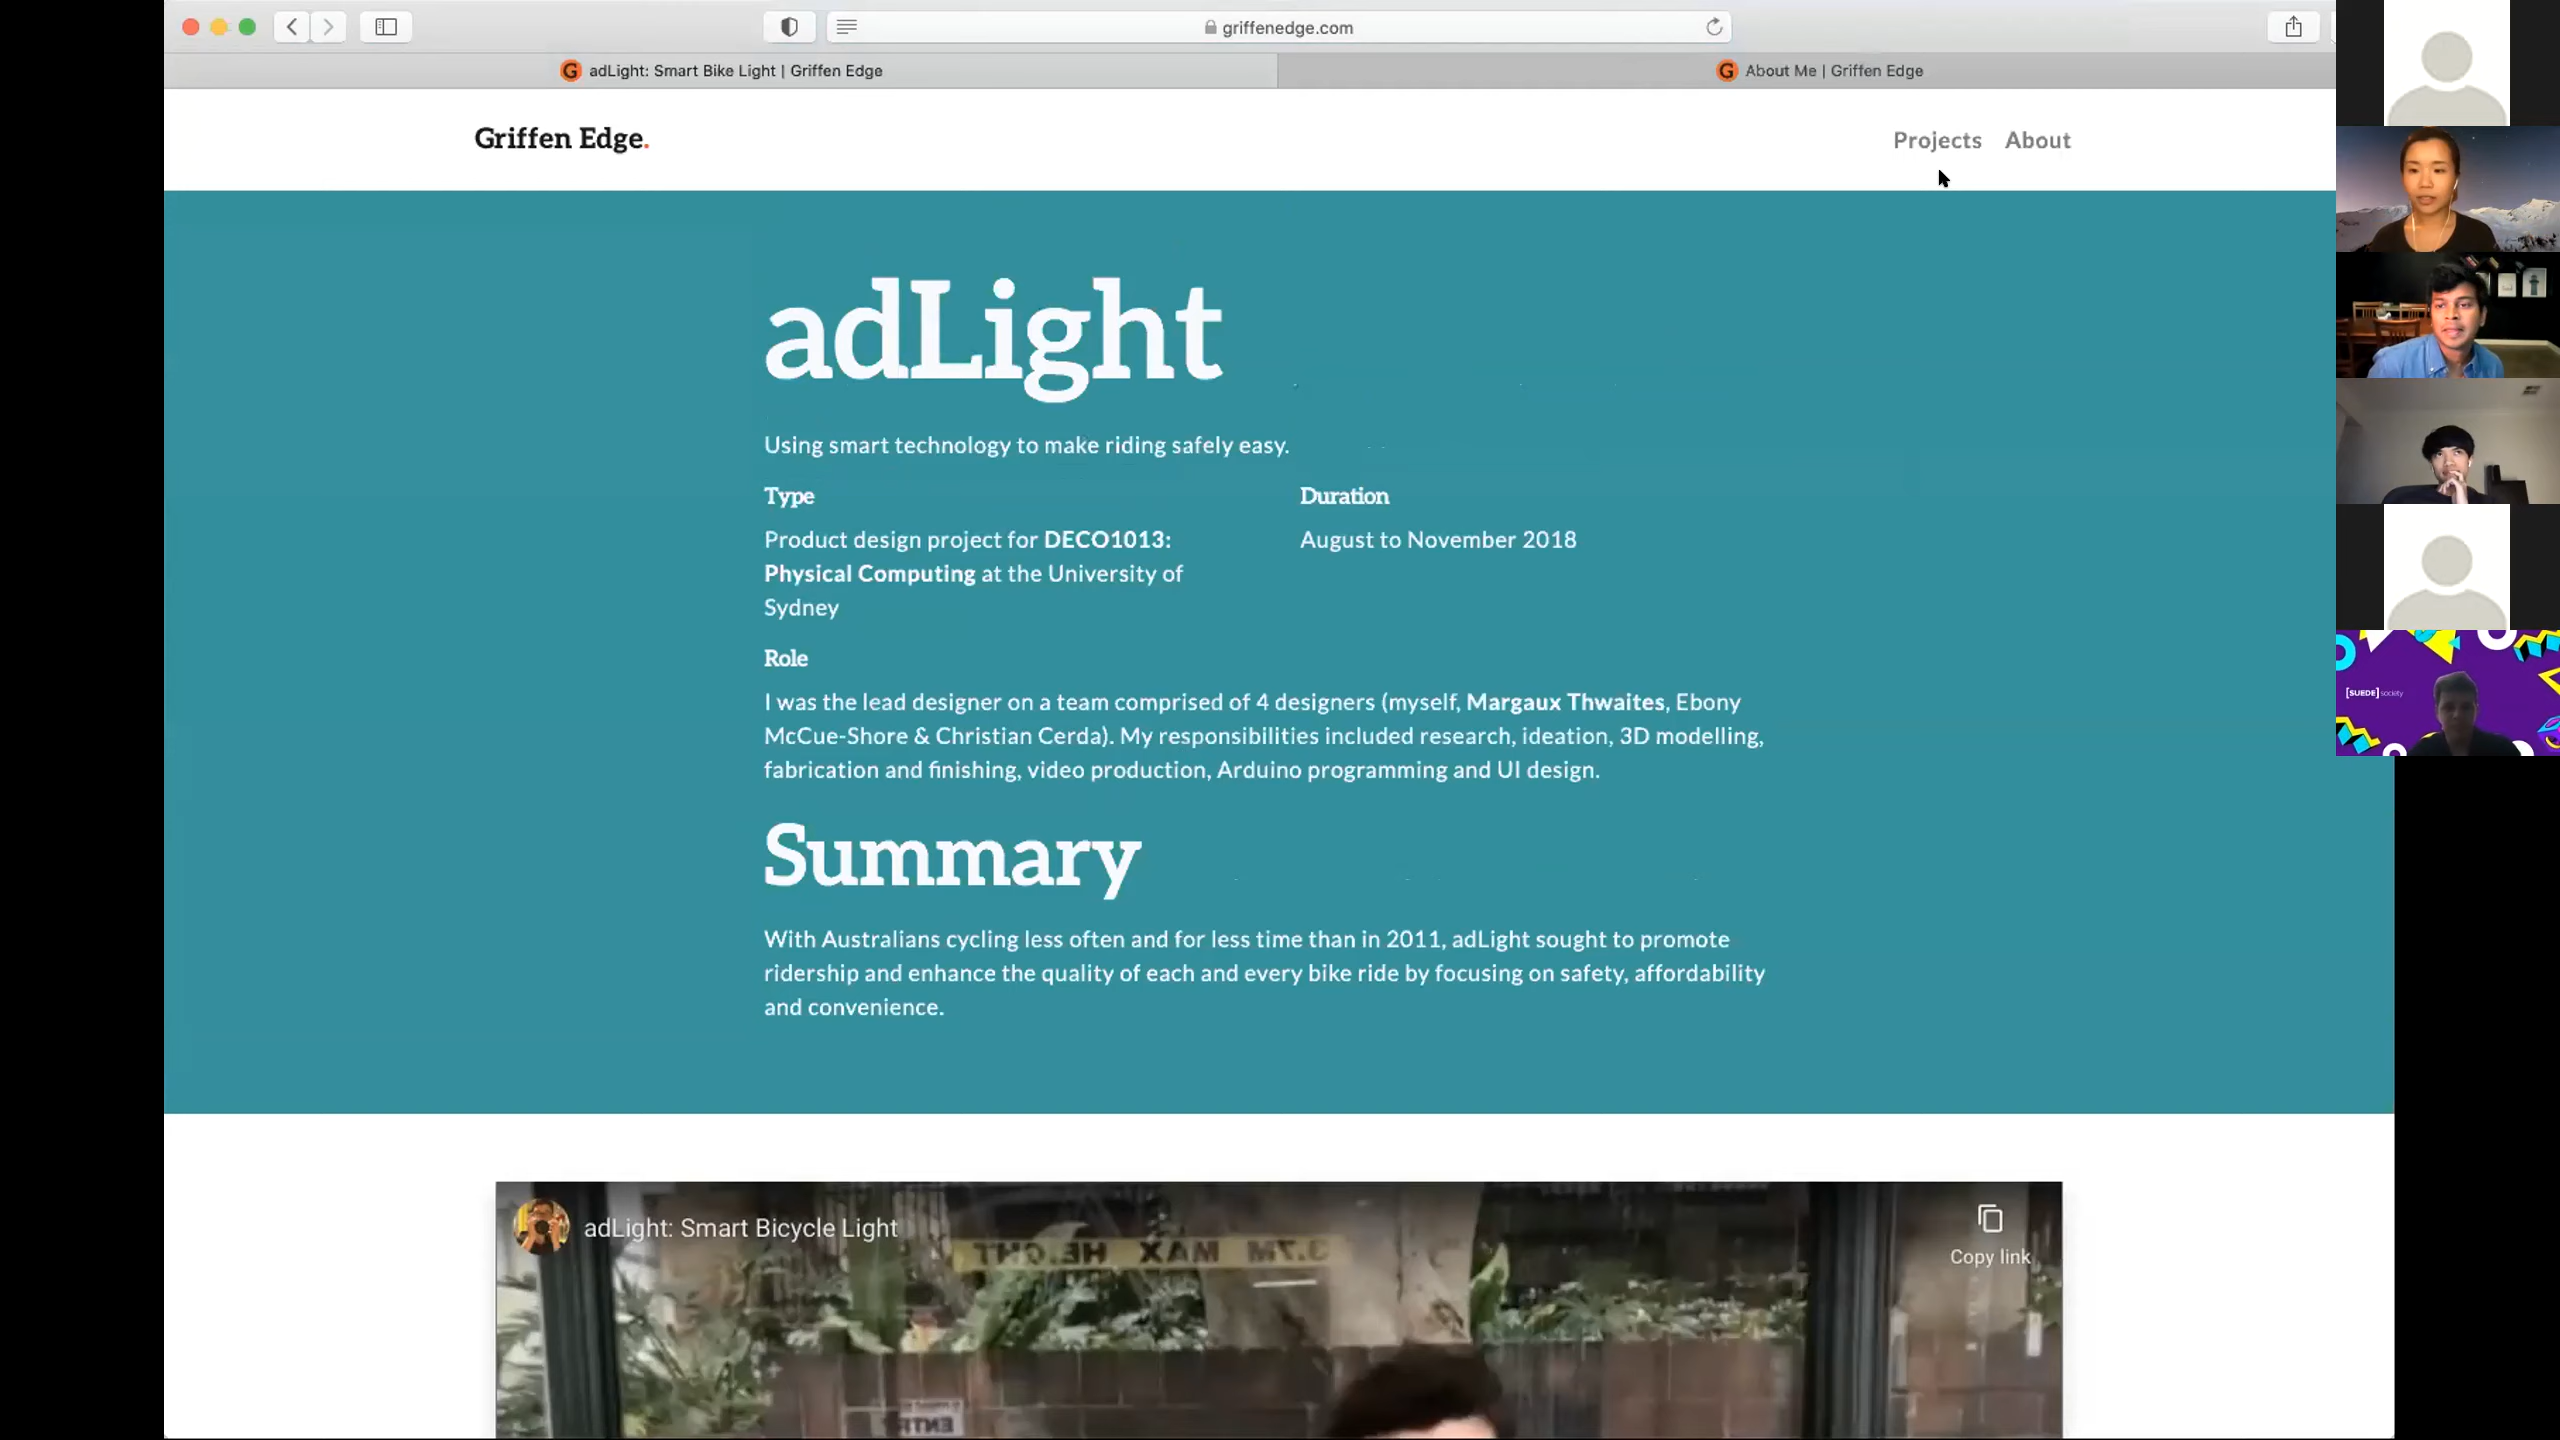 griffenedge.com
adLight: Smart Bike Light | Griffen Edge
About Me | Griffen Edge
Griffen Edge.
Projects
About
adLight
Using smart technology to make riding safely easy.
Type
Duration
Product design project for DECO1013:
August to November 2018
Physical Computing at the University of
Sydney
Role
I was the lead designer on a team comprised of 4 designers (myself, Margaux Thwaites, Ebony
McCue-Shore & Christian Cerda). My responsibilities included research, ideation, 3D modelling,
fabrication and finishing, video production, Arduino programming and UI design.
Summary
With Australians cycling less often and for less time than in 2011, adLight sought to promote
ridership and enhance the quality of each and every bike ride by focusing on safety, affordability
and convenience.
adLight: Smart Bicycle Light
Copy link
3.7M MAX HEIGHT
[SUEDE] society